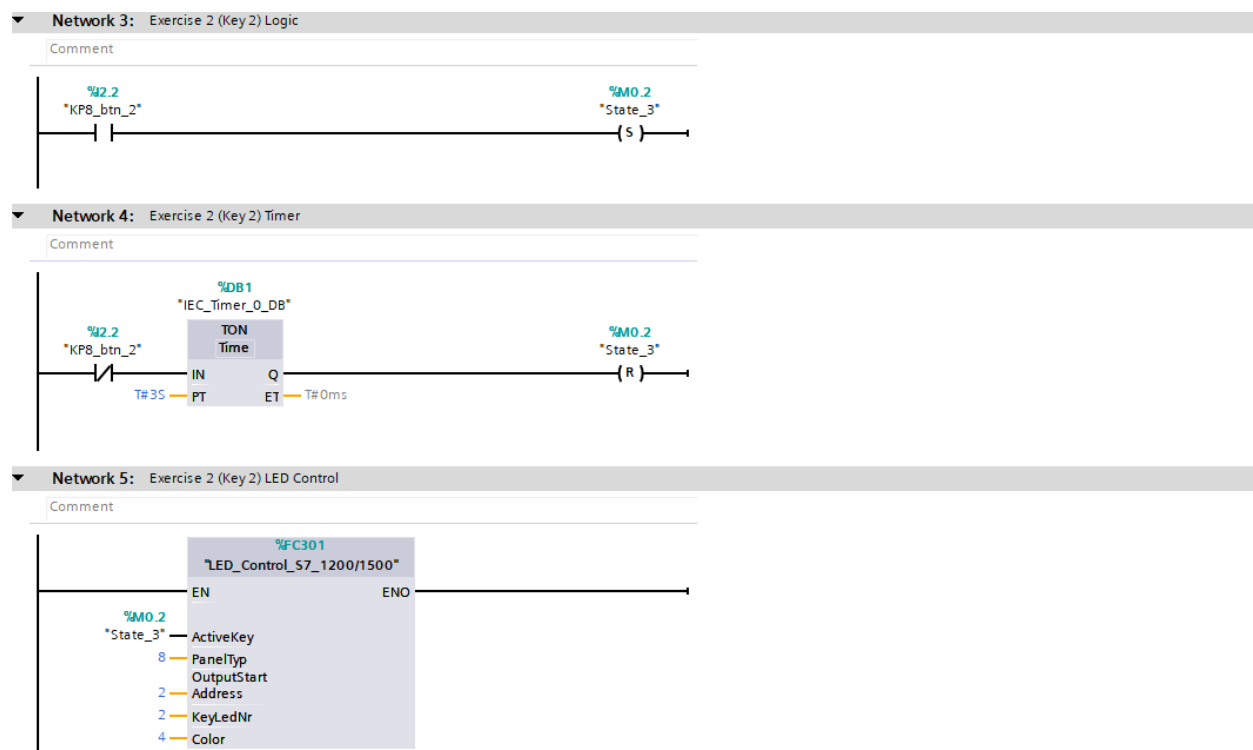 Network 3: Exercise 2 (Key 2) Logic
Comment
%I2.2 %M0.2
"KP8_btn_2" "State_3"
S
Network 4: Exercise 2 (Key 2) Timer
Comment
%DB1
"IEC_Timer_0_DB"
%I2.2 TON %M0.2
"KP8_btn_2" Time "State_3"
IN Q R
T#3S PT ET T#0ms
Network 5: Exercise 2 (Key 2) LED Control
Comment
%FC301
"LED_Control_S7_1200/1500"
EN ENO
%M0.2
"State_3" ActiveKey
8 PanelTyp
OutputStart
2 Address
2 KeyLedNr
4 Color